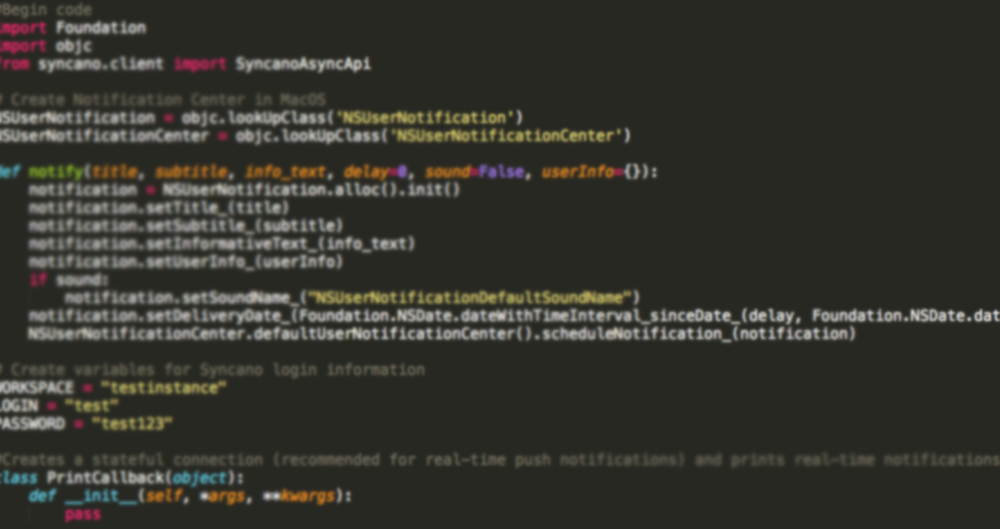 #Begin code
import Foundation
import objc
from syncano.client import SyncanoAsyncApi
# Create Notification Center in MacOS
NSUserNotification = objc.lookUpClass('NSUserNotification')
NSUserNotificationCenter = objc.lookUpClass('NSUserNotificationCenter')
def notify(title, subtitle, info_text, delay=0, sound=False, userInfo={}):
notification = NSUserNotification.alloc().init()
notification.setTitle_(title)
notification.setSubtitle_(subtitle)
notification.setInformativeText_(info_text)
notification.setUserInfo_(userInfo)
if sound:
notification.setSoundName_("NSUserNotificationDefaultSoundName")
notification.setDeliveryDate_(Foundation.NSDate.dateWithTimeInterval_sinceDate_(delay, Foundation.NSDate.dat
NSUserNotificationCenter.defaultUserNotificationCenter().scheduleNotification_(notification)
# Create variables for Syncano login information
WORKSPACE = "testinstance"
LOGIN = "test"
PASSWORD = "test123"
#Creates a stateful connection (recommended for real-time push notifications) and prints real-time notifications
class PrintCallback(object):
def __init__(self, *args, **kwargs):
pass